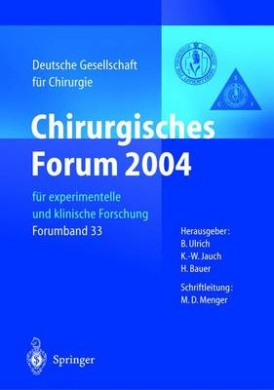 Deutsche Gesellschaft
für Chirurgie
Chirurgisches
Forum 2004
für experimentelle
und klinische Forschung
Forumband 33
Herausgeber:
B. Ulrich
K.-W. Jauch
H. Bauer
Schriftleitung:
M. D. Menger
Springer